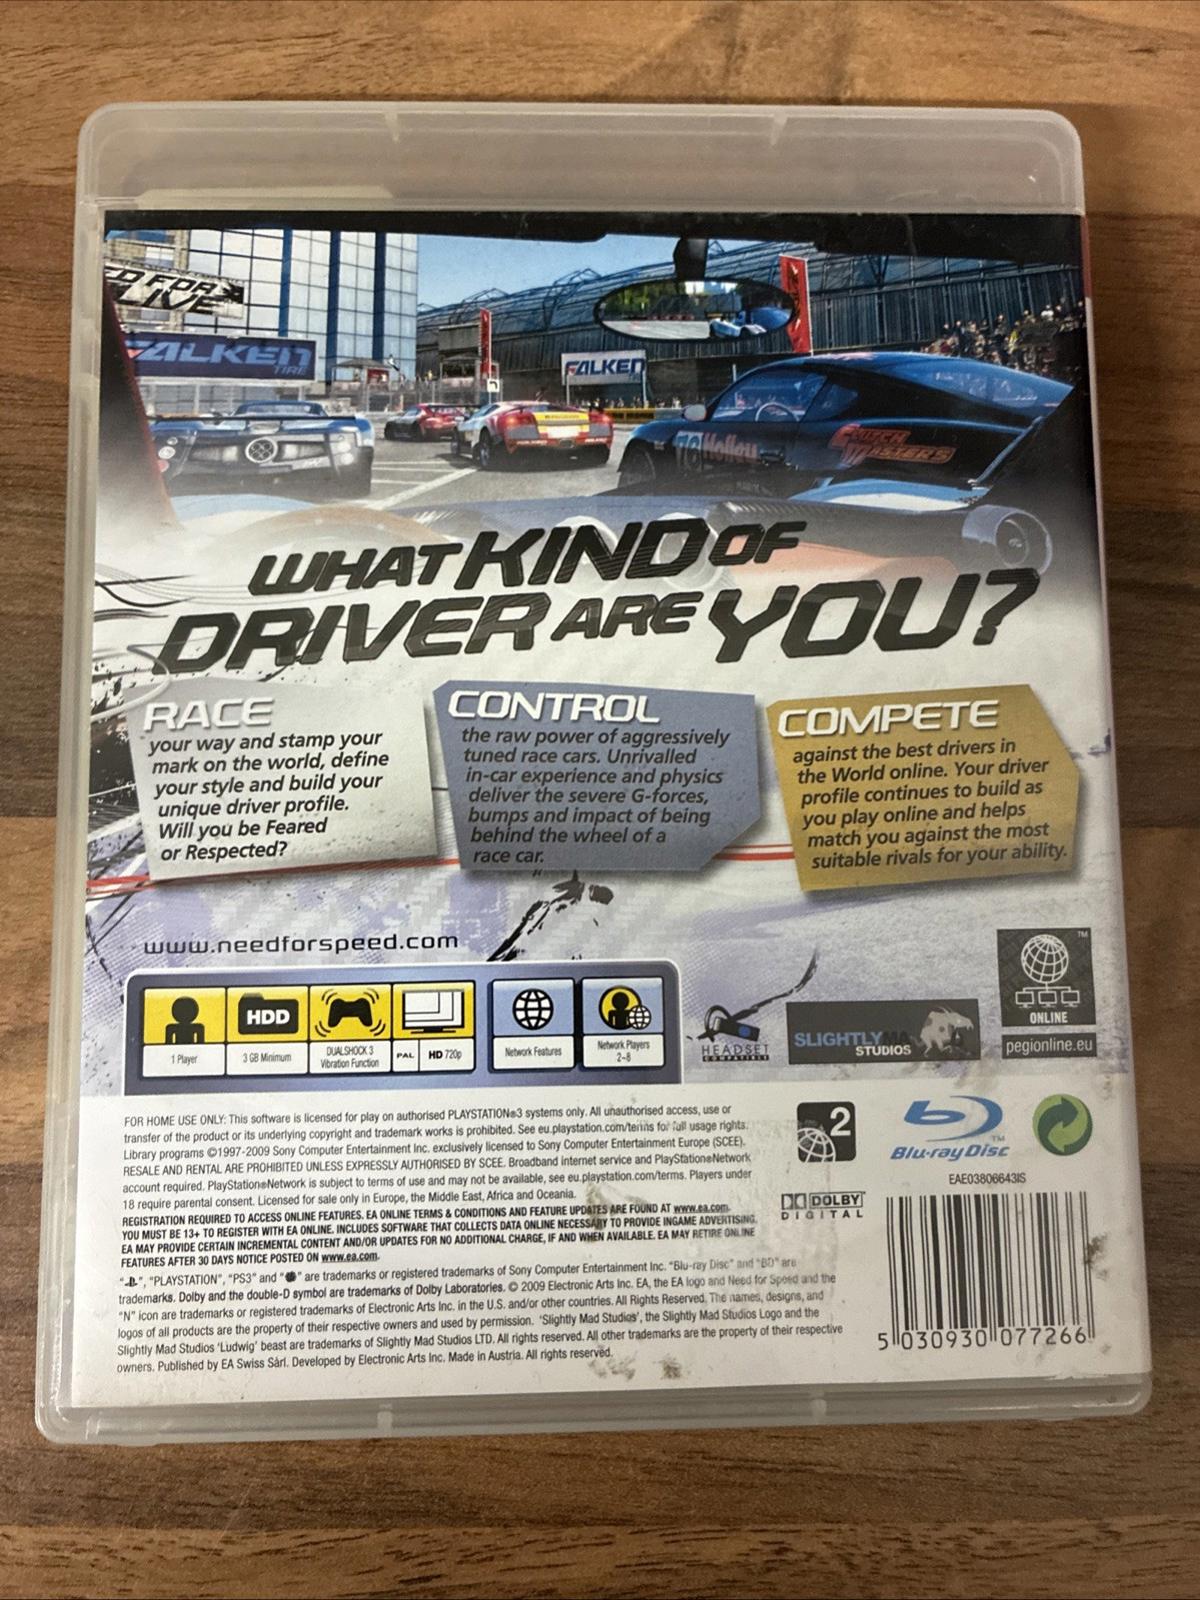 D FOR
LIVE
FALKEN
TIRE
FALKEN
76 Holley
CLUTCH
MASTERS
WHAT KIND OF
DRIVER ARE YOU?
RACE
your way and stamp your
mark on the world, define
your style and build your
unique driver profile.
Will you be Feared
or Respected?
CONTROL
the raw power of aggressively
tuned race cars. Unrivalled
in-car experience and physics
deliver the severe G-forces,
bumps and impact of being
behind the wheel of a
race car.
COMPETE
against the best drivers in
the World online. Your driver
profile continues to build as
you play online and helps
match you against the most
suitable rivals for your ability.
www.needforspeed.com
HDD
1 Player
3 GB Minimum
DUALSHOCK 3
Vibration Function
PAL
HD 720p
Network Features
Network Players
2-8
HEADSET
COMPATIBLE
SLIGHTLY MAD
STUDIOS
TM
ONLINE
pegionline.eu
FOR HOME USE ONLY: This software is licensed for play on authorised PLAYSTATION®3 systems only. All unauthorised access, use or
transfer of the product or its underlying copyright and trademark works is prohibited. See eu.playstation.com/terms for full usage rights.
Library programs ©1997-2009 Sony Computer Entertainment Inc. exclusively licensed to Sony Computer Entertainment Europe (SCEE).
RESALE AND RENTAL ARE PROHIBITED UNLESS EXPRESSLY AUTHORISED BY SCEE. Broadband internet service and PlayStation®Network
account required. PlayStation®Network is subject to terms of use and may not be available, see eu.playstation.com/terms. Players under
18 require parental consent. Licensed for sale only in Europe, the Middle East, Africa and Oceania.
REGISTRATION REQUIRED TO ACCESS ONLINE FEATURES. EA ONLINE TERMS & CONDITIONS AND FEATURE UPDATES ARE FOUND AT www.ea.com.
YOU MUST BE 13+ TO REGISTER WITH EA ONLINE. INCLUDES SOFTWARE THAT COLLECTS DATA ONLINE NECESSARY TO PROVIDE INGAME ADVERTISING.
EA MAY PROVIDE CERTAIN INCREMENTAL CONTENT AND/OR UPDATES FOR NO ADDITIONAL CHARGE, IF AND WHEN AVAILABLE. EA MAY RETIRE ONLINE
FEATURES AFTER 30 DAYS NOTICE POSTED ON www.ea.com.
" ", "PLAYSTATION", "PS3" and " " are trademarks or registered trademarks of Sony Computer Entertainment Inc. "Blu-ray Disc" and "BD" are
trademarks. Dolby and the double-D symbol are trademarks of Dolby Laboratories. © 2009 Electronic Arts Inc. EA, the EA logo and Need for Speed and the
"N" icon are trademarks or registered trademarks of Electronic Arts Inc. in the U.S. and/or other countries. All Rights Reserved. The names, designs, and
logos of all products are the property of their respective owners and used by permission. 'Slightly Mad Studios', the Slightly Mad Studios Logo and the
Slightly Mad Studios 'Ludwig' beast are trademarks of Slightly Mad Studios LTD. All rights reserved. All other trademarks are the property of their respective
owners. Published by EA Swiss Sàrl. Developed by Electronic Arts Inc. Made in Austria. All rights reserved.
2
Blu-ray Disc
TM
DOLBY
DIGITAL
EAE03806643IS
5 030930 077266